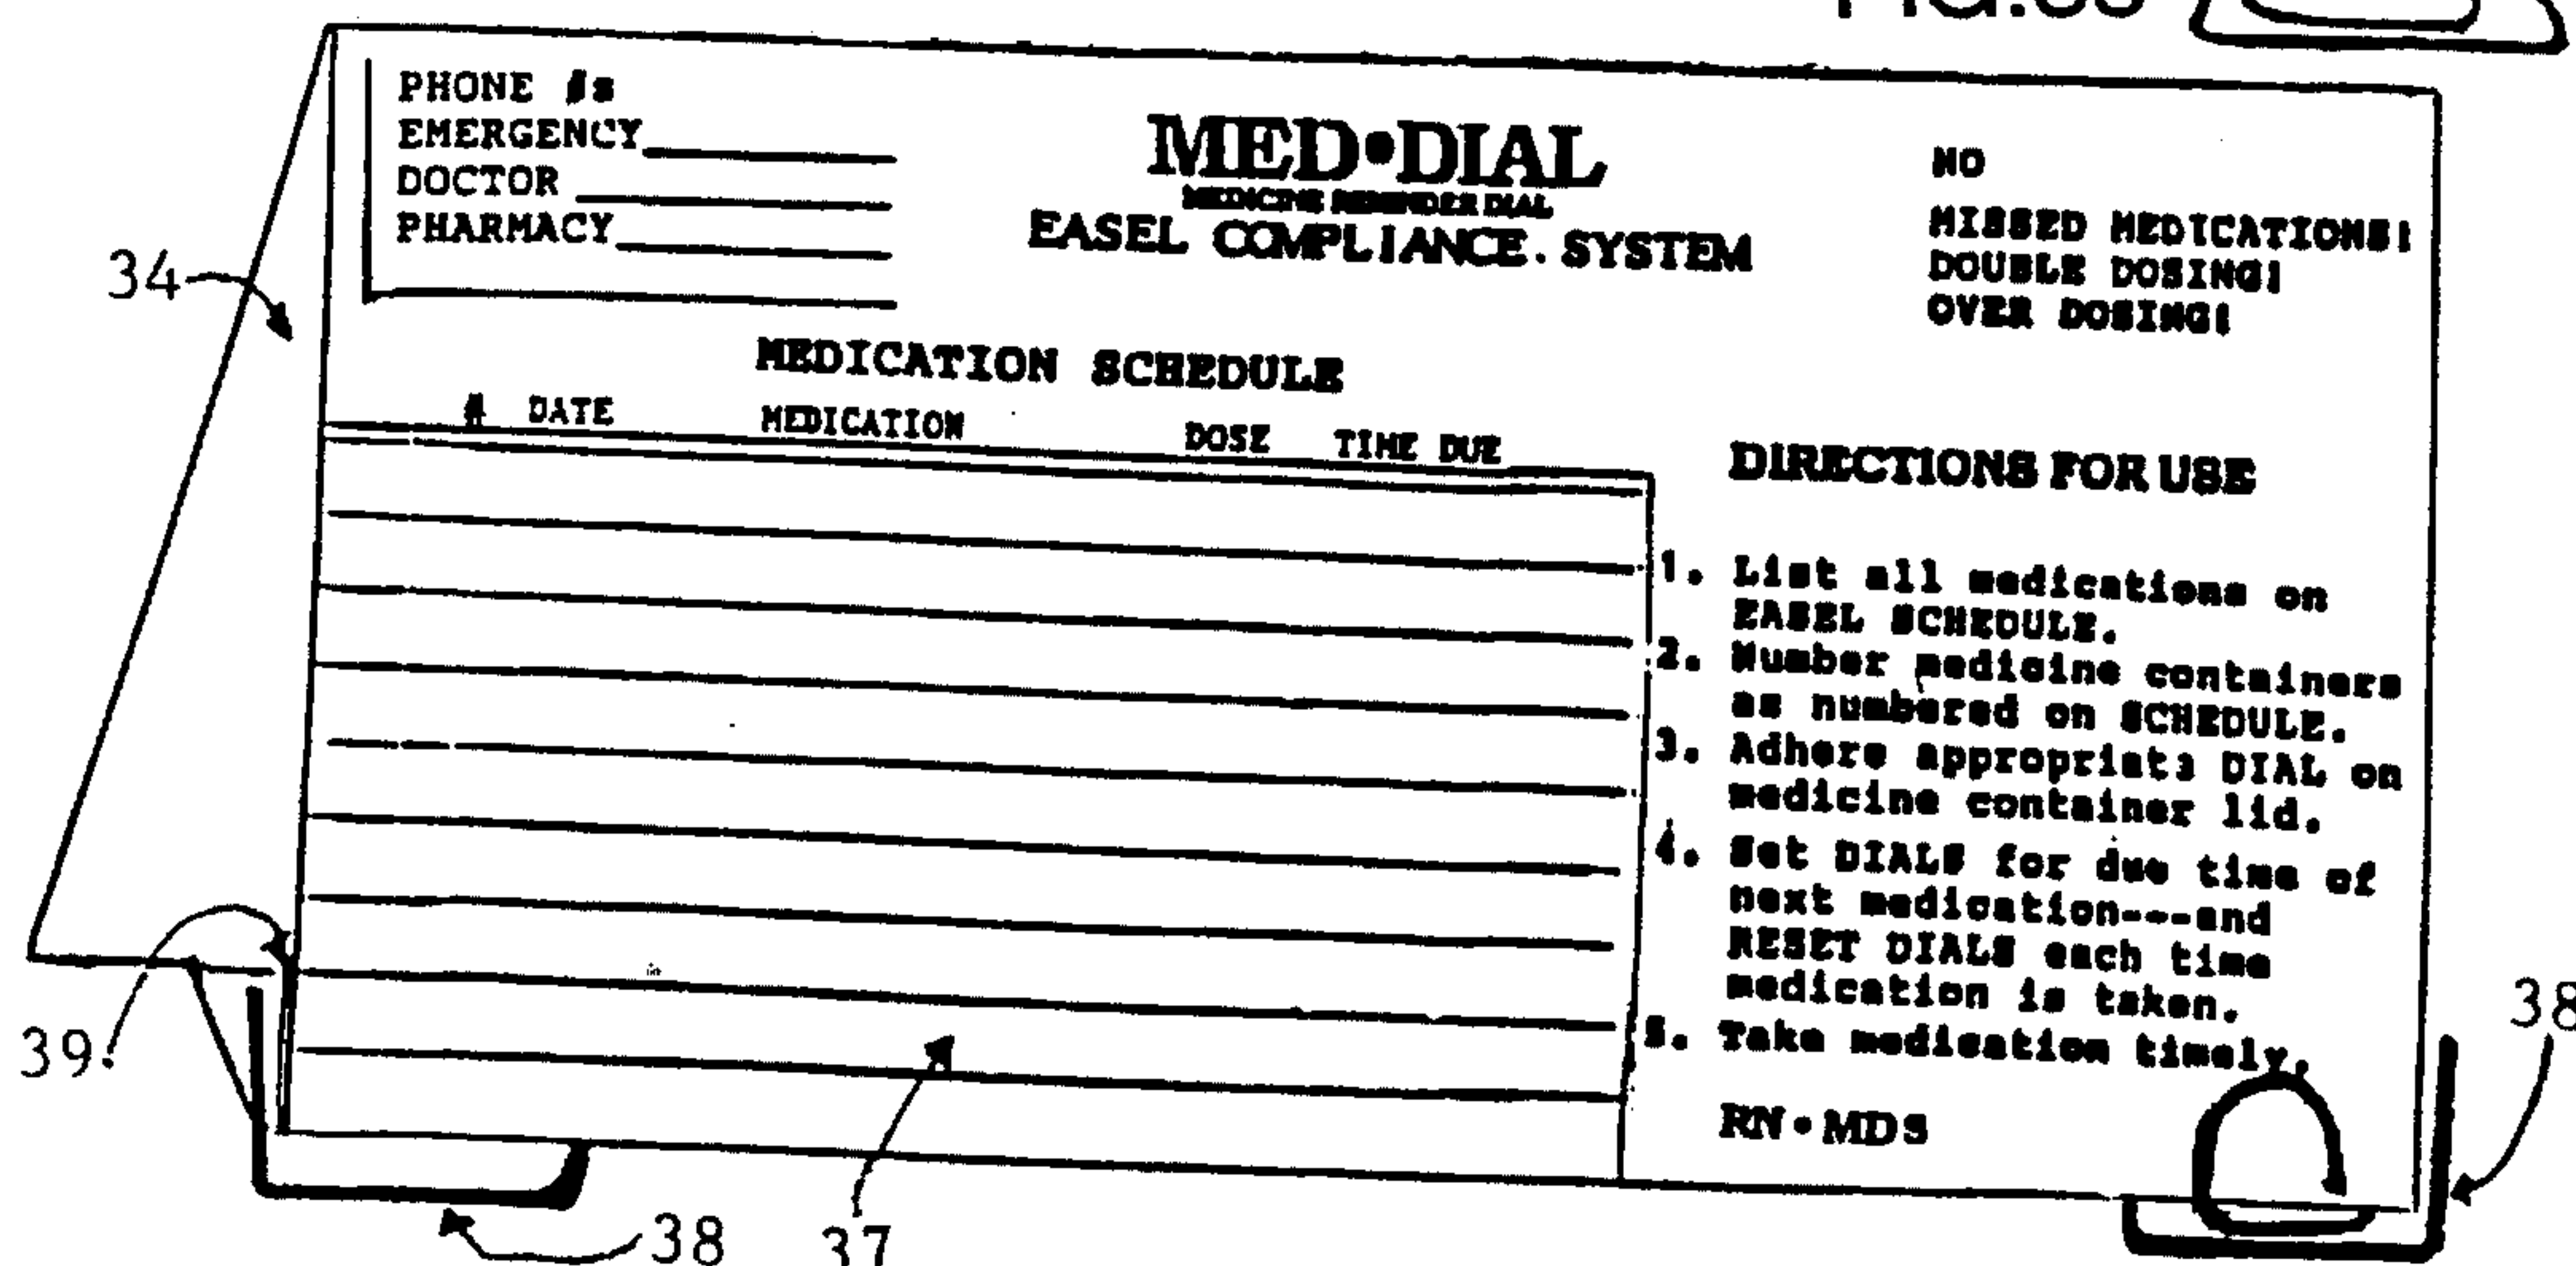 PHONE #s
EMERGENCY
DOCTOR
PHARMACY
MED•DIAL
MEDICINE REMINDER DIAL
EASEL COMPLIANCE. SYSTEM
NO
MISSED MEDICATIONS!
DOUBLE DOSING!
OVER DOSING!
34
MEDICATION SCHEDULE
# DATE MEDICATION DOSE TIME DUE
DIRECTIONS FOR USE
1. List all medications on
EASEL SCHEDULE.
2. Number medicine containers
as numbered on SCHEDULE.
3. Adhere appropriate DIAL on
medicine container lid.
4. Set DIALS for due time of
next medication---and
RESET DIALS each time
medication is taken.
5. Take medication timely.
RN•MDS
39
38
37
38